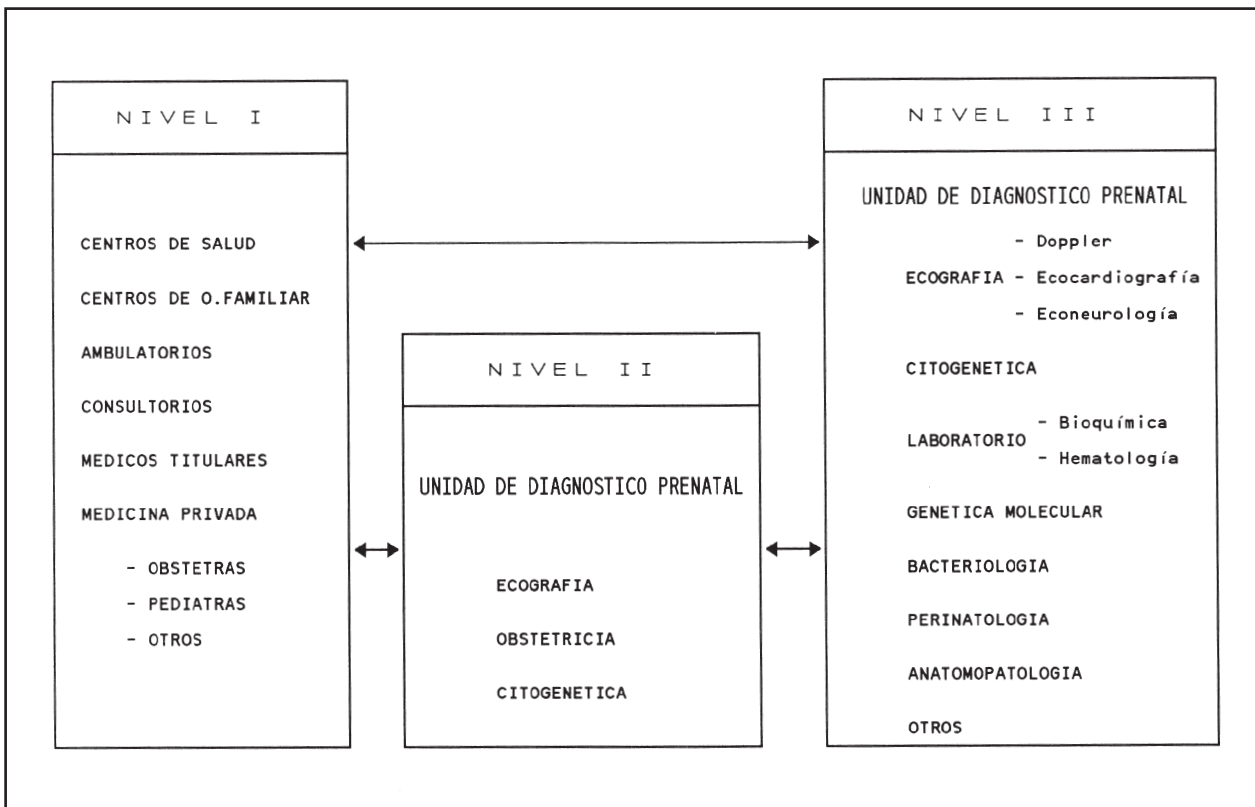 NIVEL I
CENTROS DE SALUD
CENTROS DE O.FAMILIAR
AMBULATORIOS
CONSULTORIOS
MEDICOS TITULARES
MEDICINA PRIVADA
- OBSTETRAS
- PEDIATRAS
- OTROS
NIVEL II
UNIDAD DE DIAGNOSTICO PRENATAL
ECOGRAFIA
OBSTETRICIA
CITOGENETICA
NIVEL III
UNIDAD DE DIAGNOSTICO PRENATAL
- Doppler
ECOGRAFIA - Ecocardiografía
- Econeurología
CITOGENETICA
- Bioquímica
LABORATORIO
- Hematología
GENETICA MOLECULAR
BACTERIOLOGIA
PERINATOLOGIA
ANATOMOPATOLOGIA
OTROS